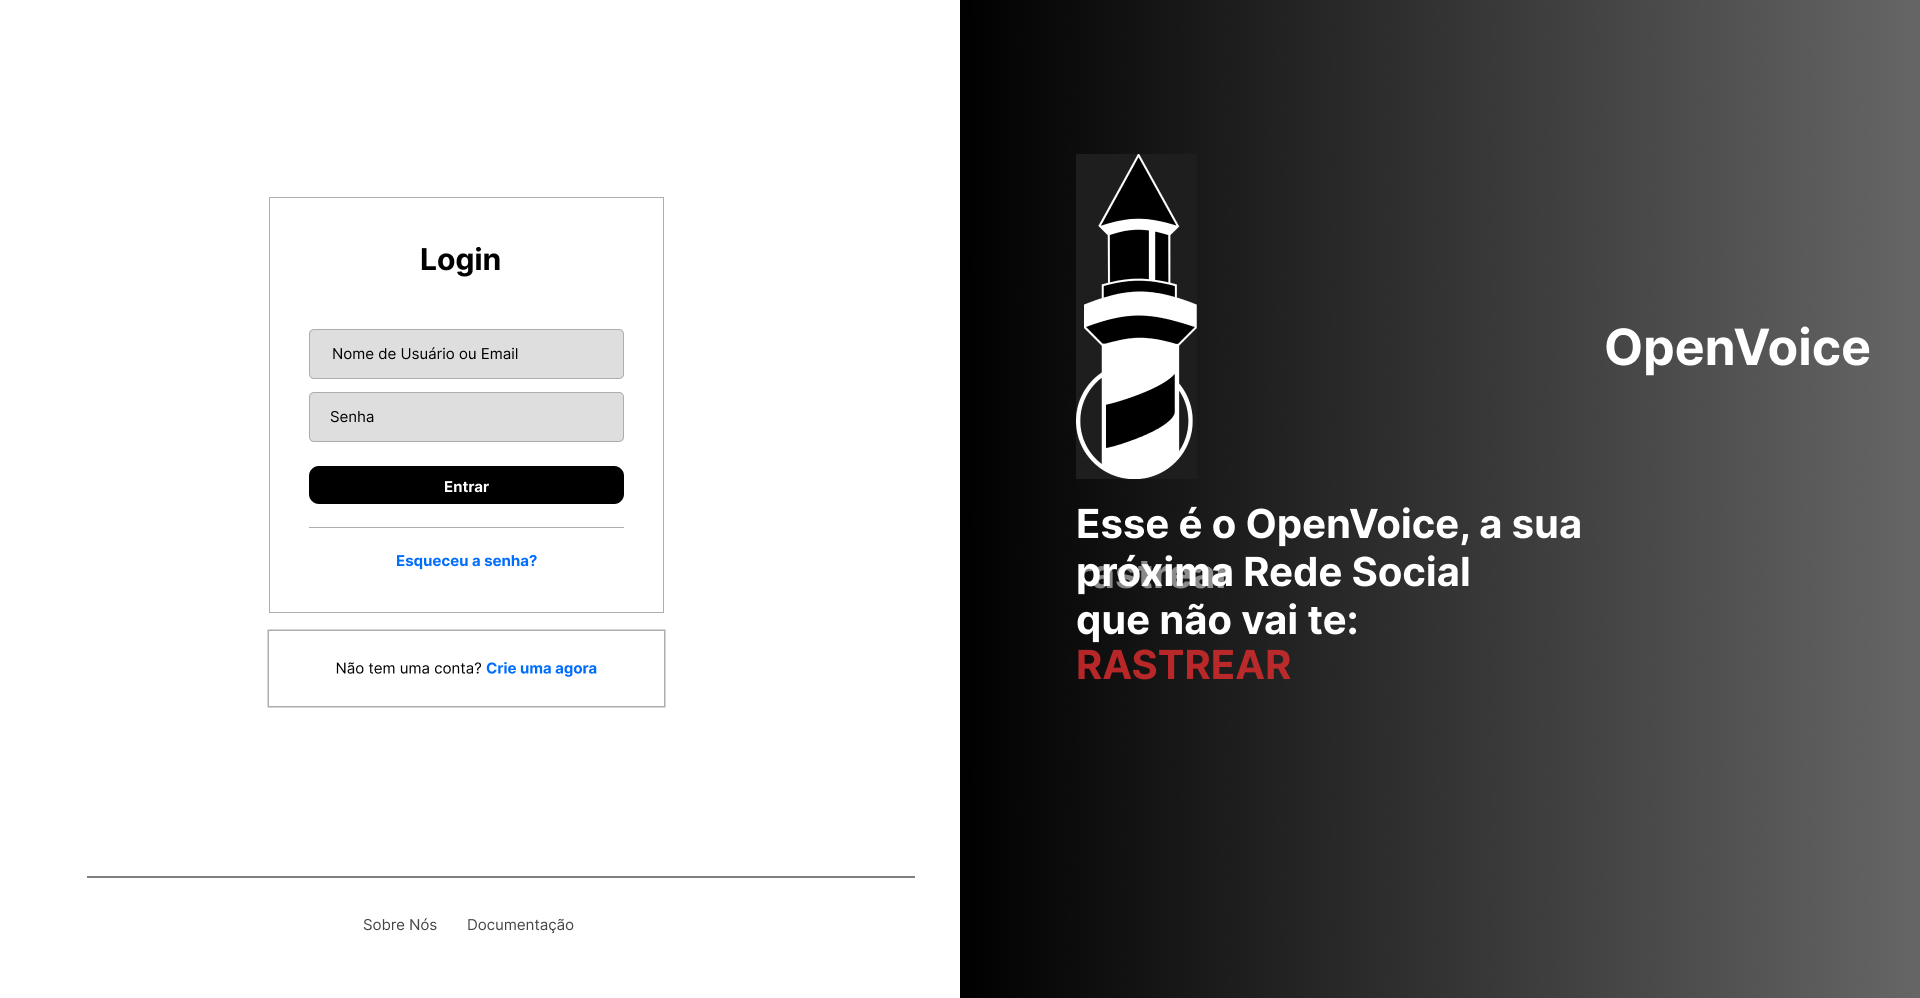 Login
Nome de Usuário ou Email
Senha
Entrar
Esqueceu a senha?
Não tem uma conta? Crie uma agora
Sobre Nós Documentação
OpenVoice
Esse é o OpenVoice, a sua
próxima Rede Social
rastrear
que não vai te:
RASTREAR